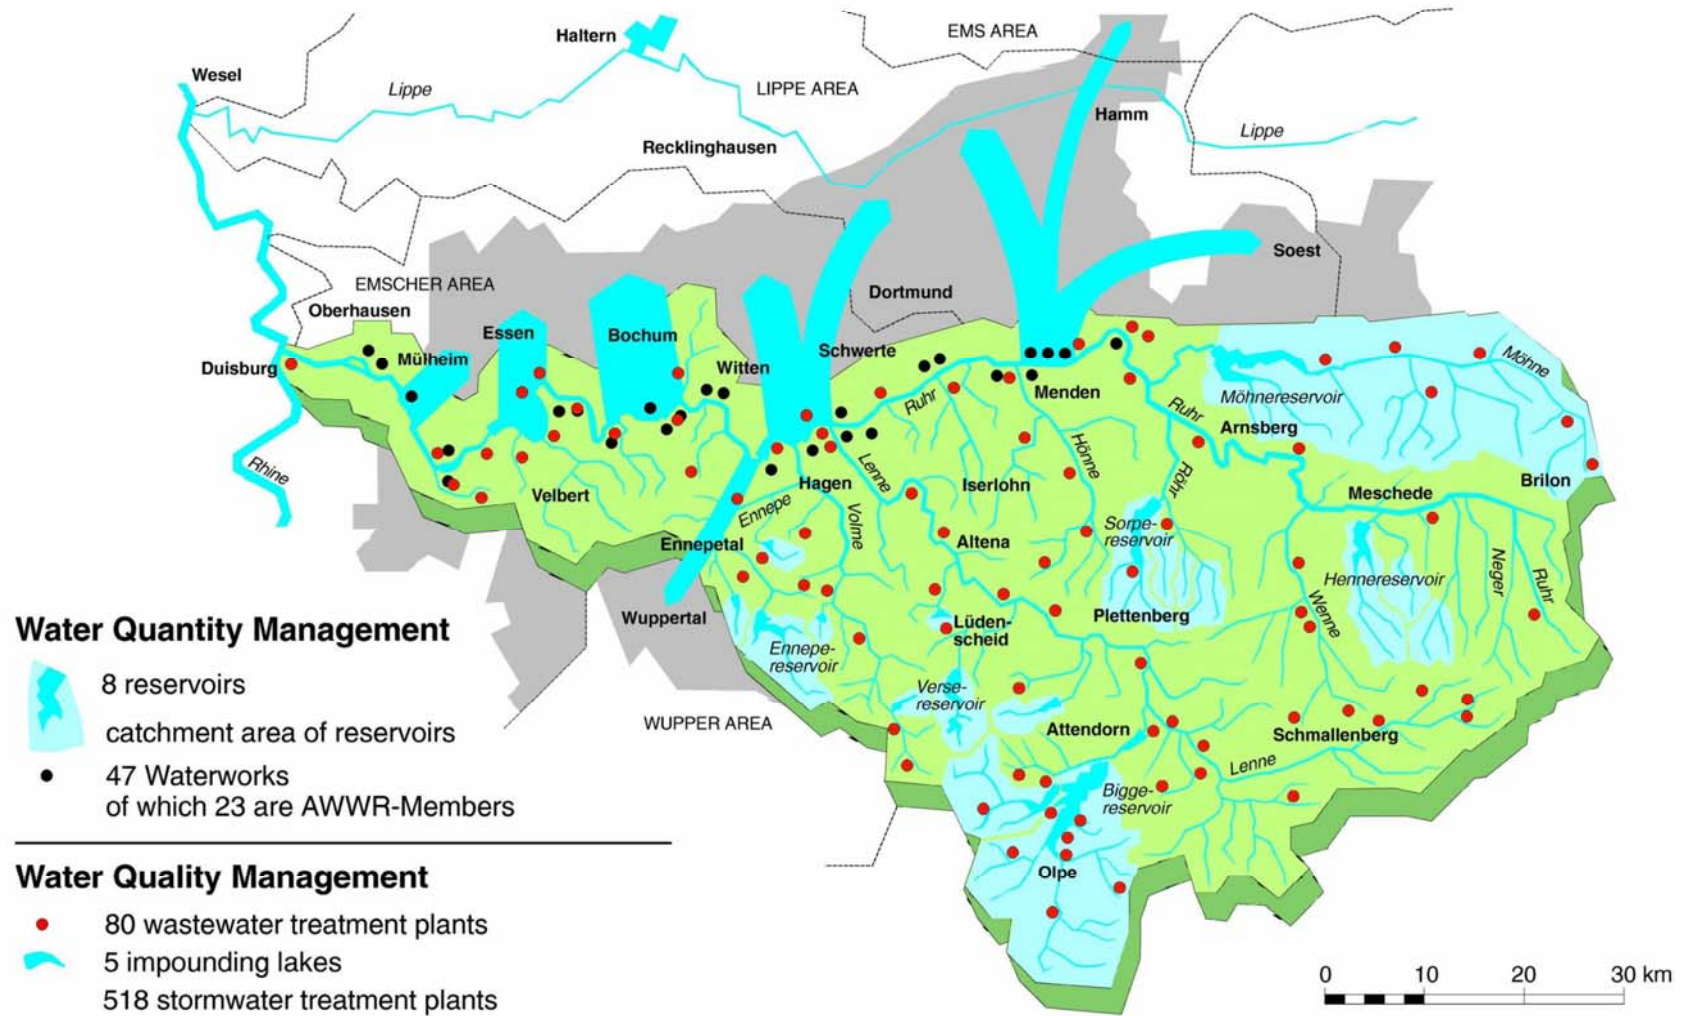 Haltern
EMS AREA
Wesel
Lippe
LIPPE AREA
Hamm
Lippe
Recklinghausen
Soest
EMSCHER AREA
Dortmund
Oberhausen
Essen
Bochum
Schwerte
Mülheim
Witten
Duisburg
Möhne
Menden
Möhnereservoir
Ruhr
Ruhr
Arnsberg
Rhine
Hönne
Lenne
Röhr
Brilon
Hagen
Iserlohn
Meschede
Velbert
Ennepe
Volme
Sorpe-
reservoir
Ennepetal
Altena
Neger
Ruhr
Hennereservoir
Wuppertal
Plettenberg
Wenne
Lüden-
scheid
Ennepe-
reservoir
Verse-
reservoir
WUPPER AREA
Attendorn
Schmallenberg
Lenne
Bigge-
reservoir
Olpe
Water Quantity Management
8 reservoirs
catchment area of reservoirs
47 Waterworks
of which 23 are AWWR-Members
Water Quality Management
80 wastewater treatment plants
5 impounding lakes
518 stormwater treatment plants
0 10 20 30 km